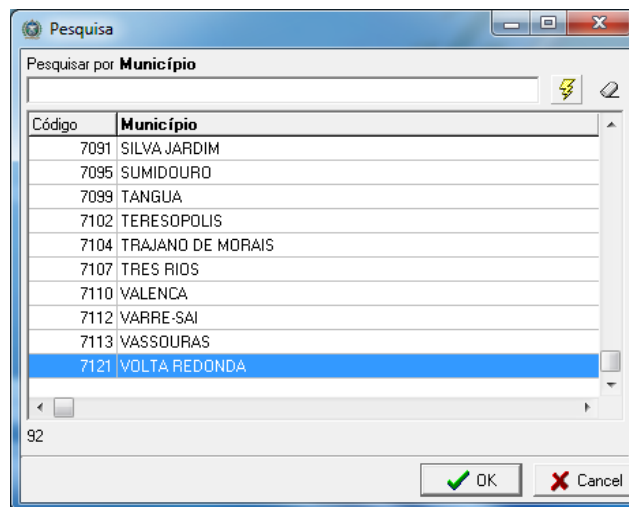 Pesquisa
Pesquisar por Município
Código Município
7091 SILVA JARDIM
7095 SUMIDOURO
7099 TANGUA
7102 TERESOPOLIS
7104 TRAJANO DE MORAIS
7107 TRES RIOS
7110 VALENCA
7112 VARRE-SAI
7113 VASSOURAS
7121 VOLTA REDONDA
92
OK Cancel